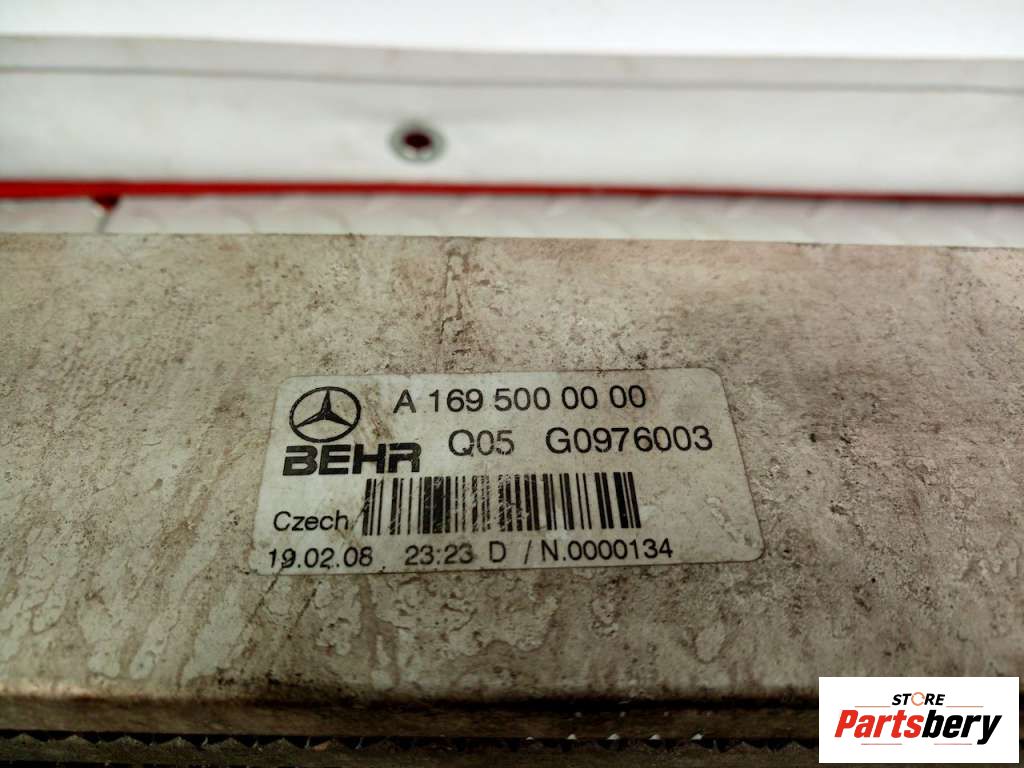 A 169 500 00 00
BEHR Q05 G0976003
Czech
19.02.08 23:23 D / N.0000134
STORE
Partsbery